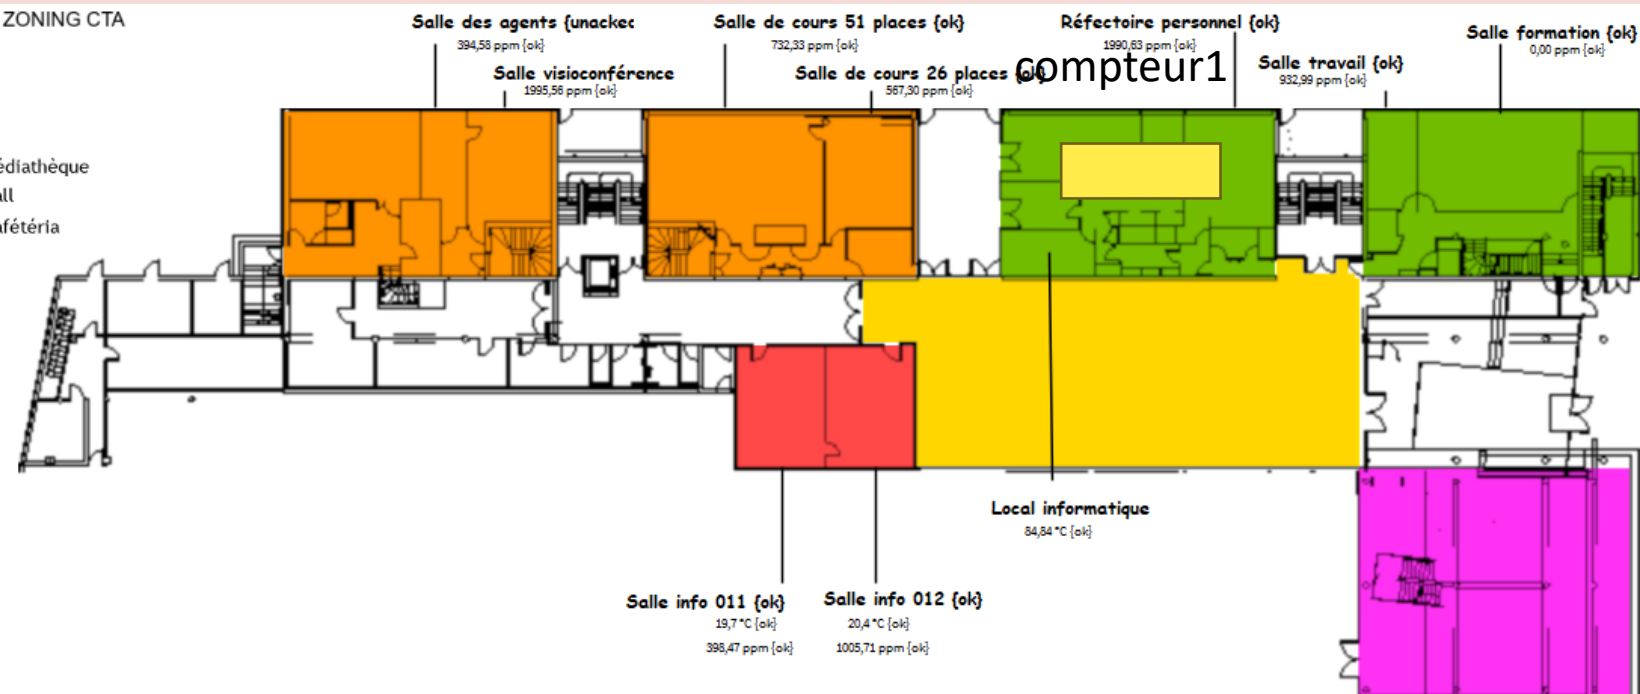 ZONING CTA
Salle des agents {unacked
394,58 ppm {ok}
Salle de cours 51 places {ok}
732,33 ppm {ok}
Réfectoire personnel {ok}
1990,63 ppm {ok}
Salle formation {ok}
0,00 ppm {ok}
Salle visioconférence
1995,56 ppm {ok}
Salle de cours 26 places {ok}
567,30 ppm {ok}
compteur1
Salle travail {ok}
932,99 ppm {ok}
édiathèque
all
afétéria
Local informatique
84,84 °C {ok}
Salle info 011 {ok}
19,7 °C {ok}
398,47 ppm {ok}
Salle info 012 {ok}
20,4 °C {ok}
1005,71 ppm {ok}